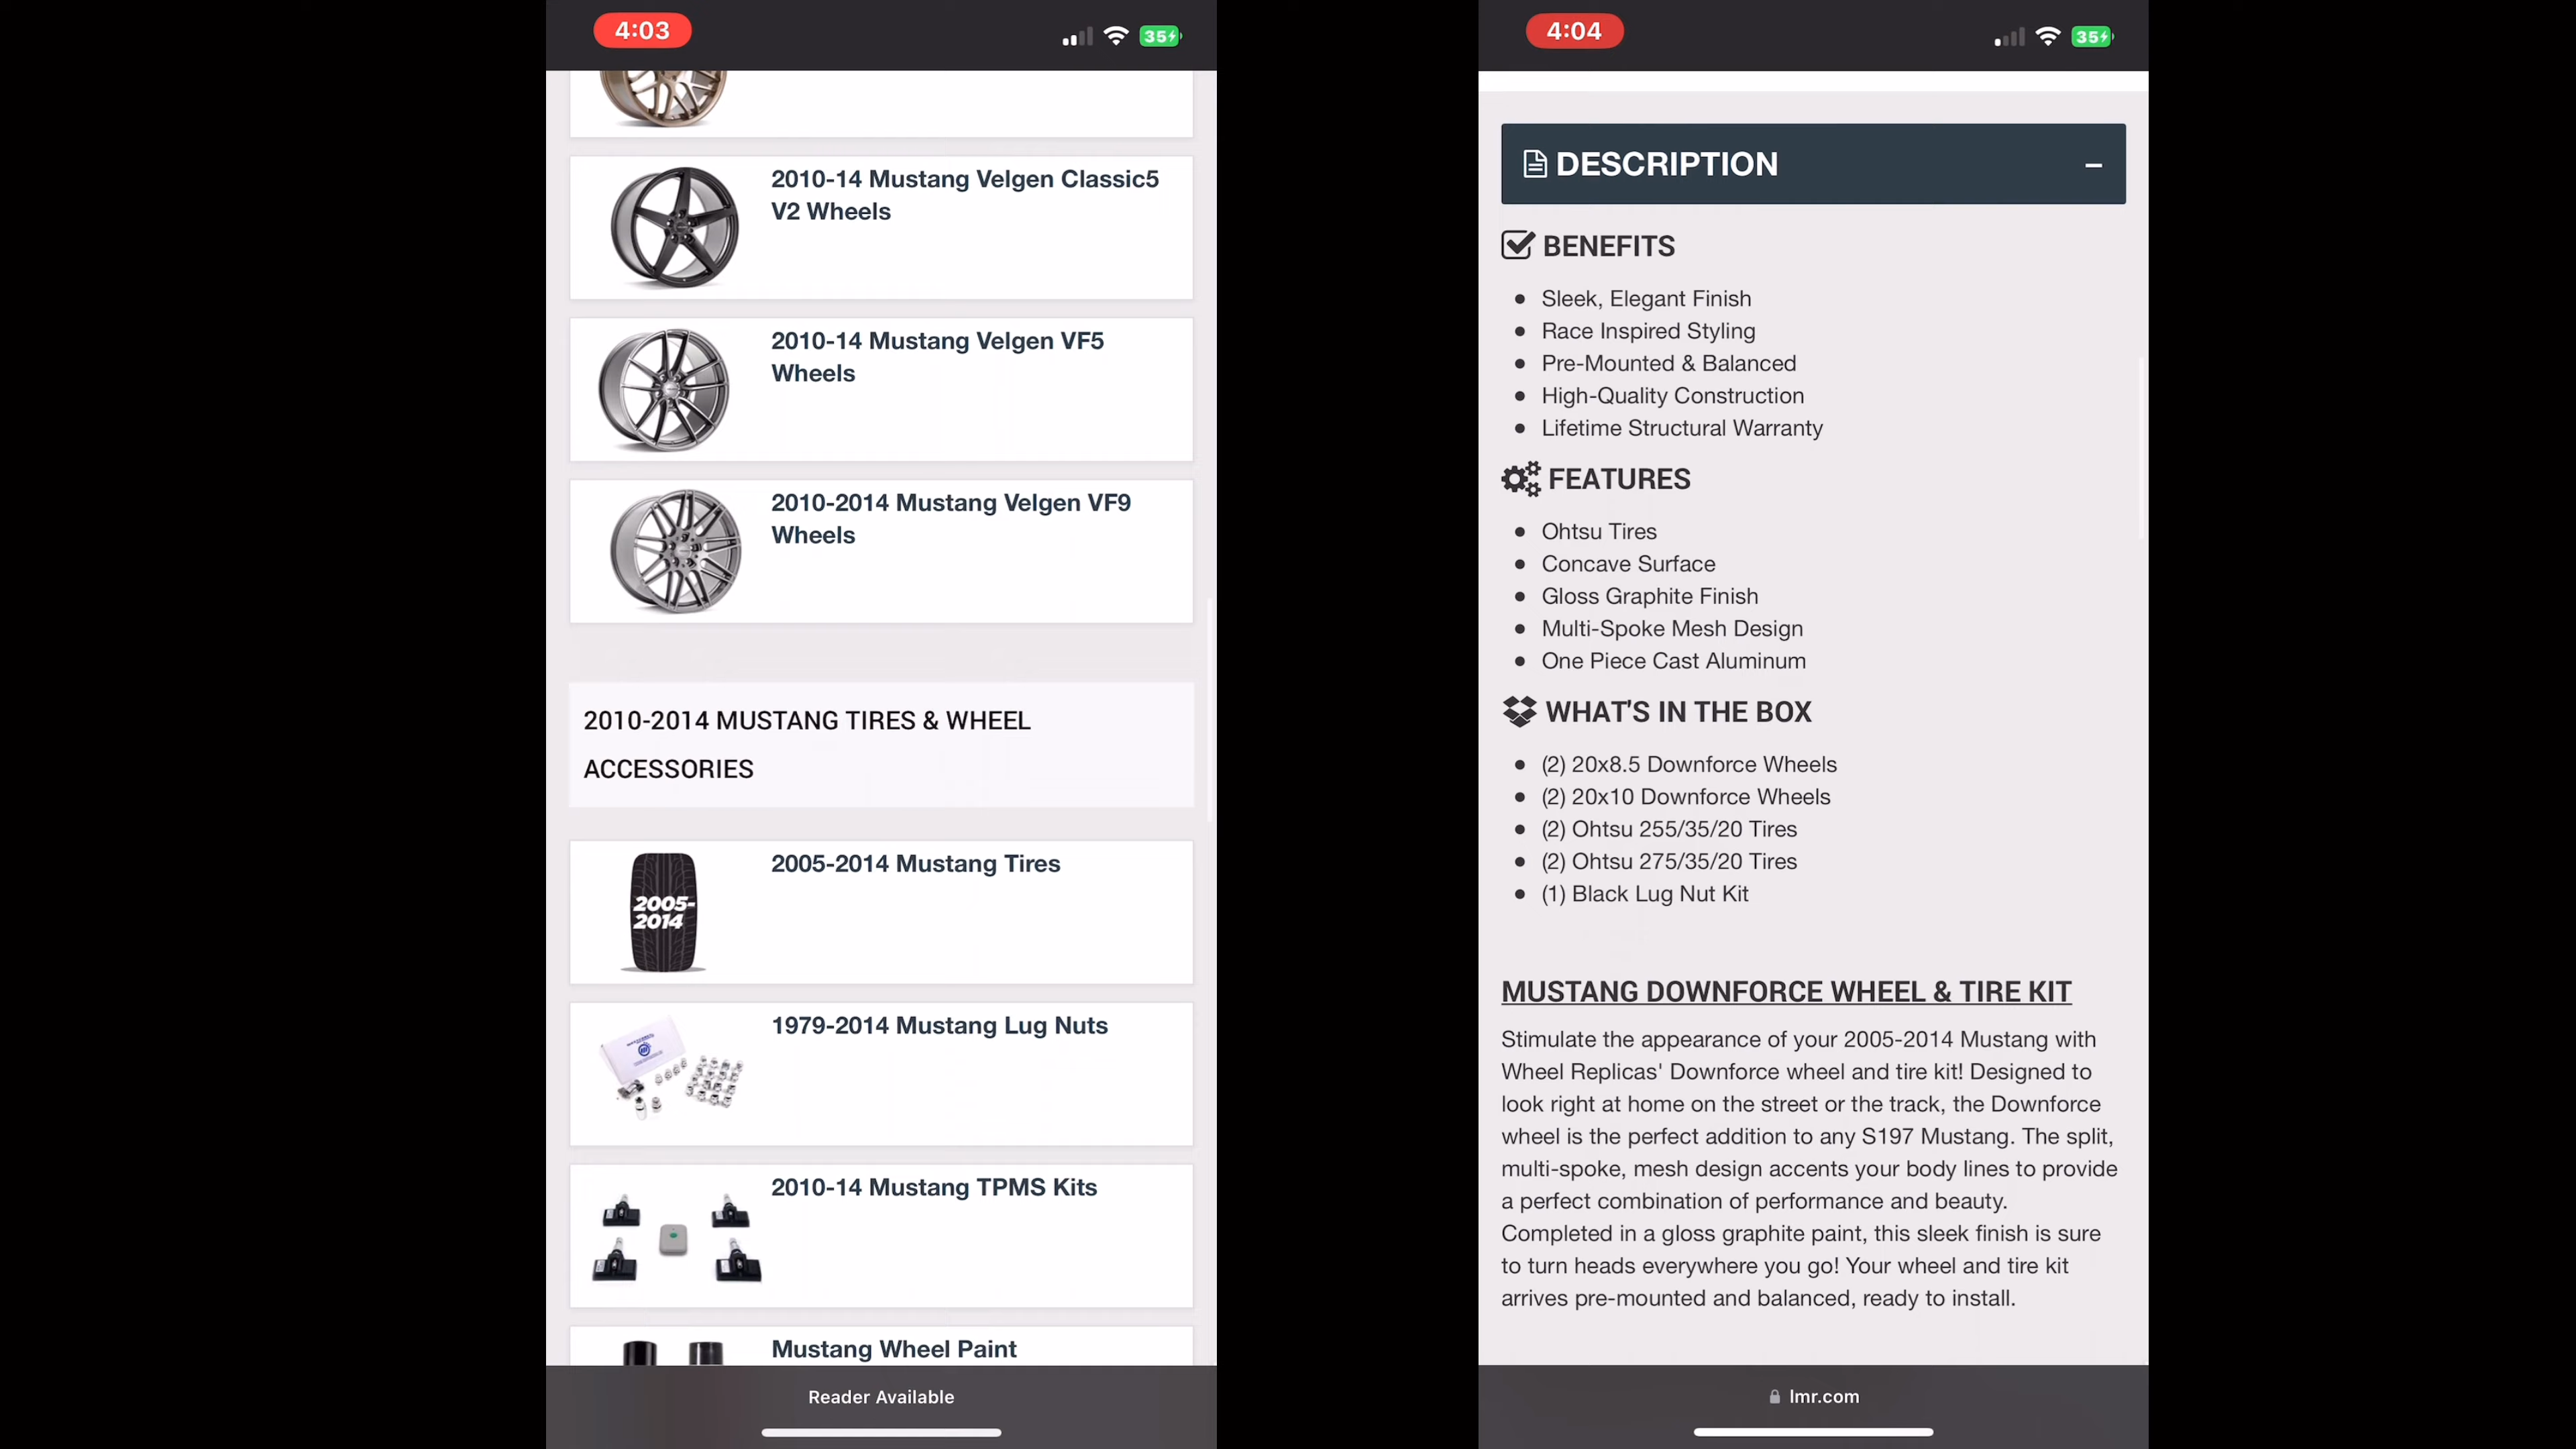 4:03
35
2010-14 Mustang Velgen Classic5
V2 Wheels
2010-14 Mustang Velgen VF5
Wheels
2010-2014 Mustang Velgen VF9
Wheels
2010-2014 MUSTANG TIRES & WHEEL
ACCESSORIES
2005-2014 Mustang Tires
2005-
2014
1979-2014 Mustang Lug Nuts
2010-14 Mustang TPMS Kits
Mustang Wheel Paint
Reader Available
4:04
35
DESCRIPTION
BENEFITS
Sleek, Elegant Finish
Race Inspired Styling
Pre-Mounted & Balanced
High-Quality Construction
Lifetime Structural Warranty
FEATURES
Ohtsu Tires
Concave Surface
Gloss Graphite Finish
Multi-Spoke Mesh Design
One Piece Cast Aluminum
WHAT'S IN THE BOX
(2) 20x8.5 Downforce Wheels
(2) 20x10 Downforce Wheels
(2) Ohtsu 255/35/20 Tires
(2) Ohtsu 275/35/20 Tires
(1) Black Lug Nut Kit
MUSTANG DOWNFORCE WHEEL & TIRE KIT
Stimulate the appearance of your 2005-2014 Mustang with
Wheel Replicas' Downforce wheel and tire kit! Designed to
look right at home on the street or the track, the Downforce
wheel is the perfect addition to any S197 Mustang. The split,
multi-spoke, mesh design accents your body lines to provide
a perfect combination of performance and beauty.
Completed in a gloss graphite paint, this sleek finish is sure
to turn heads everywhere you go! Your wheel and tire kit
arrives pre-mounted and balanced, ready to install.
lmr.com